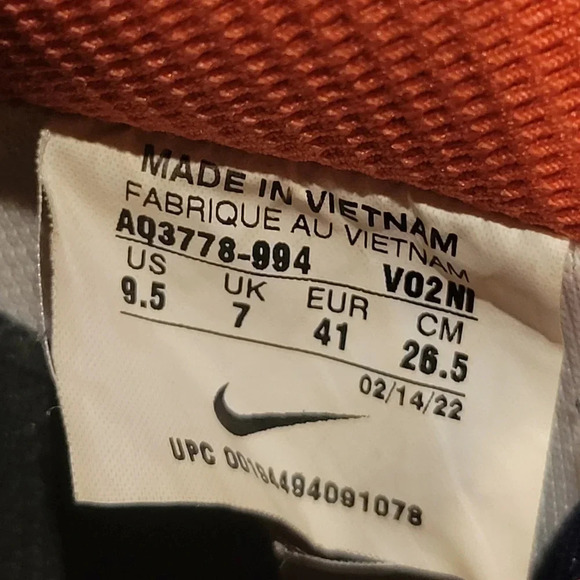 MADE IN VIETNAM
FABRIQUE AU VIETNAM
AQ3778-994 VO2NI
US UK EUR CM
9.5 7 41 26.5
02/14/22
UPC 00194494091078